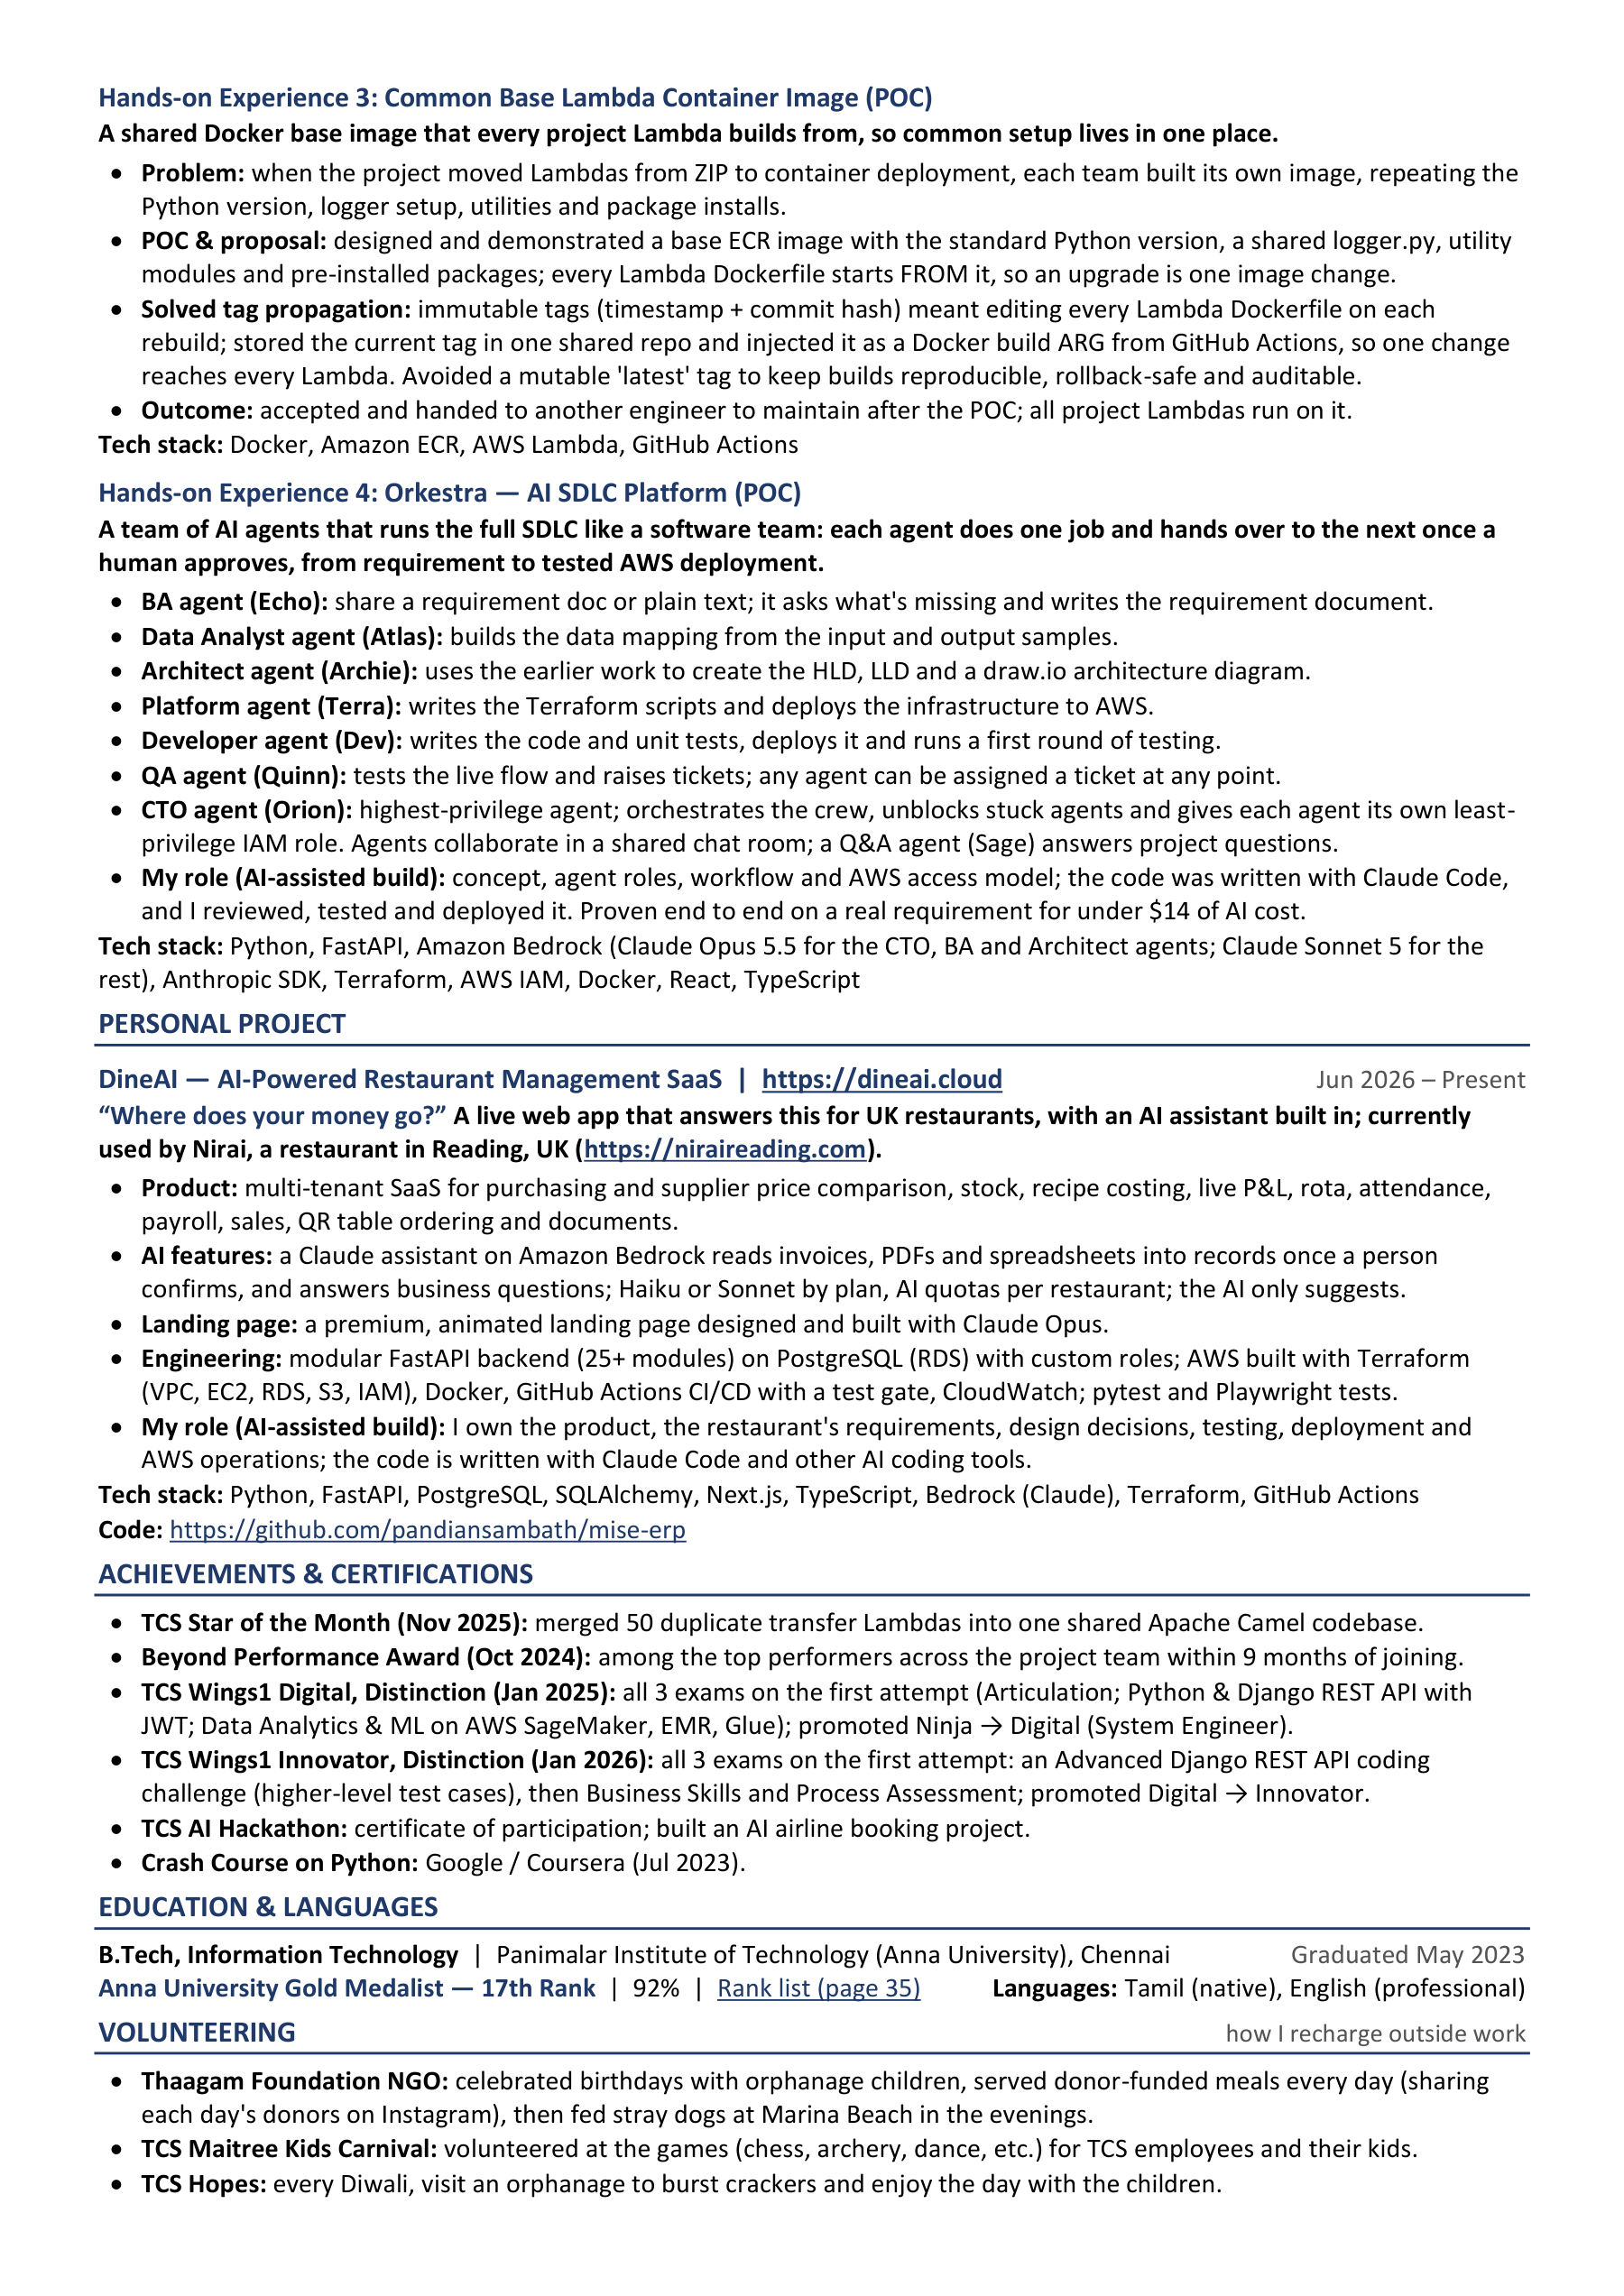 Hands-on Experience 3: Common Base Lambda Container Image (POC)
A shared Docker base image that every project Lambda builds from, so common setup lives in one place.
• Problem: when the project moved Lambdas from ZIP to container deployment, each team built its own image, repeating the
Python version, logger setup, utilities and package installs.
• POC & proposal: designed and demonstrated a base ECR image with the standard Python version, a shared logger.py, utility
modules and pre-installed packages; every Lambda Dockerfile starts FROM it, so an upgrade is one image change.
• Solved tag propagation: immutable tags (timestamp + commit hash) meant editing every Lambda Dockerfile on each
rebuild; stored the current tag in one shared repo and injected it as a Docker build ARG from GitHub Actions, so one change
reaches every Lambda. Avoided a mutable 'latest' tag to keep builds reproducible, rollback-safe and auditable.
• Outcome: accepted and handed to another engineer to maintain after the POC; all project Lambdas run on it.
Tech stack: Docker, Amazon ECR, AWS Lambda, GitHub Actions
Hands-on Experience 4: Orkestra — AI SDLC Platform (POC)
A team of AI agents that runs the full SDLC like a software team: each agent does one job and hands over to the next once a
human approves, from requirement to tested AWS deployment.
• BA agent (Echo): share a requirement doc or plain text; it asks what's missing and writes the requirement document.
• Data Analyst agent (Atlas): builds the data mapping from the input and output samples.
• Architect agent (Archie): uses the earlier work to create the HLD, LLD and a draw.io architecture diagram.
• Platform agent (Terra): writes the Terraform scripts and deploys the infrastructure to AWS.
• Developer agent (Dev): writes the code and unit tests, deploys it and runs a first round of testing.
• QA agent (Quinn): tests the live flow and raises tickets; any agent can be assigned a ticket at any point.
• CTO agent (Orion): highest-privilege agent; orchestrates the crew, unblocks stuck agents and gives each agent its own least-
privilege IAM role. Agents collaborate in a shared chat room; a Q&A agent (Sage) answers project questions.
• My role (AI-assisted build): concept, agent roles, workflow and AWS access model; the code was written with Claude Code,
and I reviewed, tested and deployed it. Proven end to end on a real requirement for under $14 of AI cost.
Tech stack: Python, FastAPI, Amazon Bedrock (Claude Opus 5.5 for the CTO, BA and Architect agents; Claude Sonnet 5 for the
rest), Anthropic SDK, Terraform, AWS IAM, Docker, React, TypeScript
PERSONAL PROJECT
DineAI — AI-Powered Restaurant Management SaaS | https://dineai.cloud Jun 2026 – Present
“Where does your money go?” A live web app that answers this for UK restaurants, with an AI assistant built in; currently
used by Nirai, a restaurant in Reading, UK (https://niraireading.com).
• Product: multi-tenant SaaS for purchasing and supplier price comparison, stock, recipe costing, live P&L, rota, attendance,
payroll, sales, QR table ordering and documents.
• AI features: a Claude assistant on Amazon Bedrock reads invoices, PDFs and spreadsheets into records once a person
confirms, and answers business questions; Haiku or Sonnet by plan, AI quotas per restaurant; the AI only suggests.
• Landing page: a premium, animated landing page designed and built with Claude Opus.
• Engineering: modular FastAPI backend (25+ modules) on PostgreSQL (RDS) with custom roles; AWS built with Terraform
(VPC, EC2, RDS, S3, IAM), Docker, GitHub Actions CI/CD with a test gate, CloudWatch; pytest and Playwright tests.
• My role (AI-assisted build): I own the product, the restaurant's requirements, design decisions, testing, deployment and
AWS operations; the code is written with Claude Code and other AI coding tools.
Tech stack: Python, FastAPI, PostgreSQL, SQLAlchemy, Next.js, TypeScript, Bedrock (Claude), Terraform, GitHub Actions
Code: https://github.com/pandiansambath/mise-erp
ACHIEVEMENTS & CERTIFICATIONS
• TCS Star of the Month (Nov 2025): merged 50 duplicate transfer Lambdas into one shared Apache Camel codebase.
• Beyond Performance Award (Oct 2024): among the top performers across the project team within 9 months of joining.
• TCS Wings1 Digital, Distinction (Jan 2025): all 3 exams on the first attempt (Articulation; Python & Django REST API with
JWT; Data Analytics & ML on AWS SageMaker, EMR, Glue); promoted Ninja → Digital (System Engineer).
• TCS Wings1 Innovator, Distinction (Jan 2026): all 3 exams on the first attempt: an Advanced Django REST API coding
challenge (higher-level test cases), then Business Skills and Process Assessment; promoted Digital → Innovator.
• TCS AI Hackathon: certificate of participation; built an AI airline booking project.
• Crash Course on Python: Google / Coursera (Jul 2023).
EDUCATION & LANGUAGES
B.Tech, Information Technology | Panimalar Institute of Technology (Anna University), Chennai Graduated May 2023
Anna University Gold Medalist — 17th Rank | 92% | Rank list (page 35) Languages: Tamil (native), English (professional)
VOLUNTEERING how I recharge outside work
• Thaagam Foundation NGO: celebrated birthdays with orphanage children, served donor-funded meals every day (sharing
each day's donors on Instagram), then fed stray dogs at Marina Beach in the evenings.
• TCS Maitree Kids Carnival: volunteered at the games (chess, archery, dance, etc.) for TCS employees and their kids.
• TCS Hopes: every Diwali, visit an orphanage to burst crackers and enjoy the day with the children.